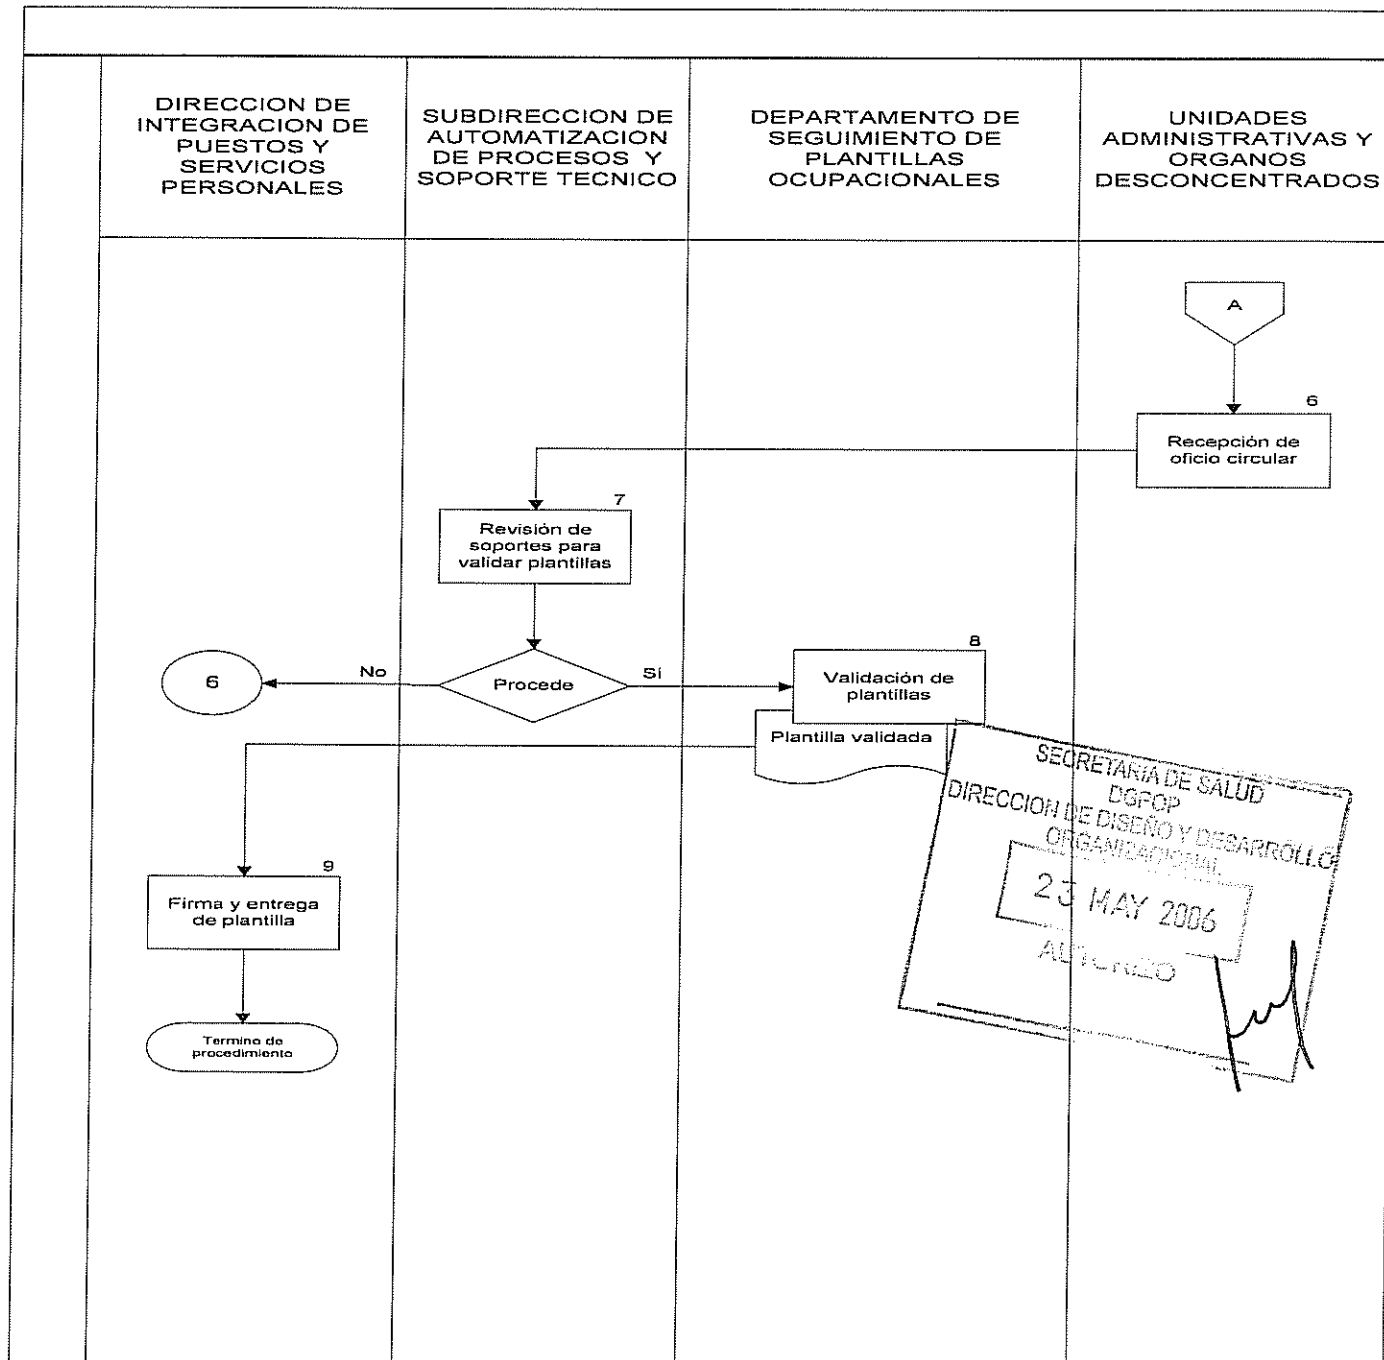 DIRECCION DE
INTEGRACION DE
PUESTOS Y
SERVICIOS
PERSONALES
SUBDIRECCION DE
AUTOMATIZACION
DE PROCESOS Y
SOPORTE TECNICO
DEPARTAMENTO DE
SEGUIMIENTO DE
PLANTILLAS
OCUPACIONALES
UNIDADES
ADMINISTRATIVAS Y
ORGANOS
DESCONCENTRADOS
A
6
Recepción de
oficio circular
7
Revisión de
soportes para
validar plantillas
6
No
Procede
Sí
8
Validación de
plantillas
Plantilla validada
SECRETARIA DE SALUD
DGPOP
DIRECCION DE DISEÑO Y DESARROLLO
ORGANIZACIONAL
23 MAY 2006
AUTORIZO
9
Firma y entrega
de plantilla
Termino de
procedimiento